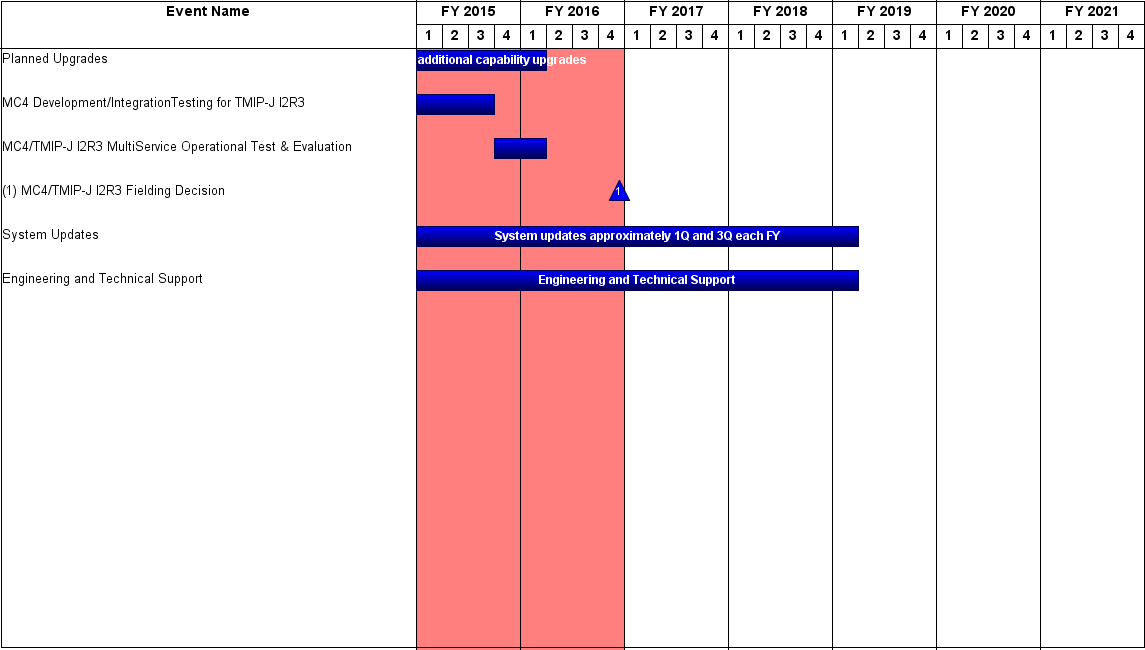 Event Name FY 2015 FY 2016 FY 2017 FY 2018 FY 2019 FY 2020 FY 2021
1 2 3 4 1 2 3 4 1 2 3 4 1 2 3 4 1 2 3 4 1 2 3 4 1 2 3 4
Planned Upgrades additional capability upgrades
MC4 Development/IntegrationTesting for TMIP-J I2R3
MC4/TMIP-J I2R3 MultiService Operational Test & Evaluation
(1) MC4/TMIP-J I2R3 Fielding Decision 1
System Updates System updates approximately 1Q and 3Q each FY
Engineering and Technical Support Engineering and Technical Support